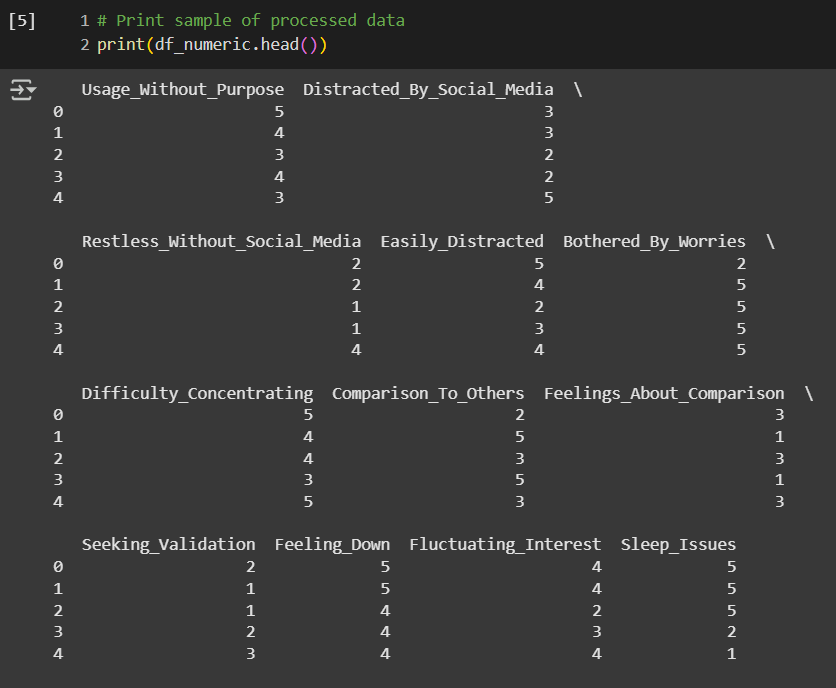 [5]
1 # Print sample of processed data
2 print(df_numeric.head())
Usage_Without_Purpose  Distracted_By_Social_Media  \
0                      5                           3
1                      4                           3
2                      3                           2
3                      4                           2
4                      3                           5
Restless_Without_Social_Media  Easily_Distracted  Bothered_By_Worries  \
0                              2                  5                    2
1                              2                  4                    5
2                              1                  2                    5
3                              1                  3                    5
4                              4                  4                    5
Difficulty_Concentrating  Comparison_To_Others  Feelings_About_Comparison  \
0                         5                     2                          3
1                         4                     5                          1
2                         4                     3                          3
3                         3                     5                          1
4                         5                     3                          3
Seeking_Validation  Feeling_Down  Fluctuating_Interest  Sleep_Issues
0                   2             5                     4             5
1                   1             5                     4             5
2                   1             4                     2             5
3                   2             4                     3             2
4                   3             4                     4             1